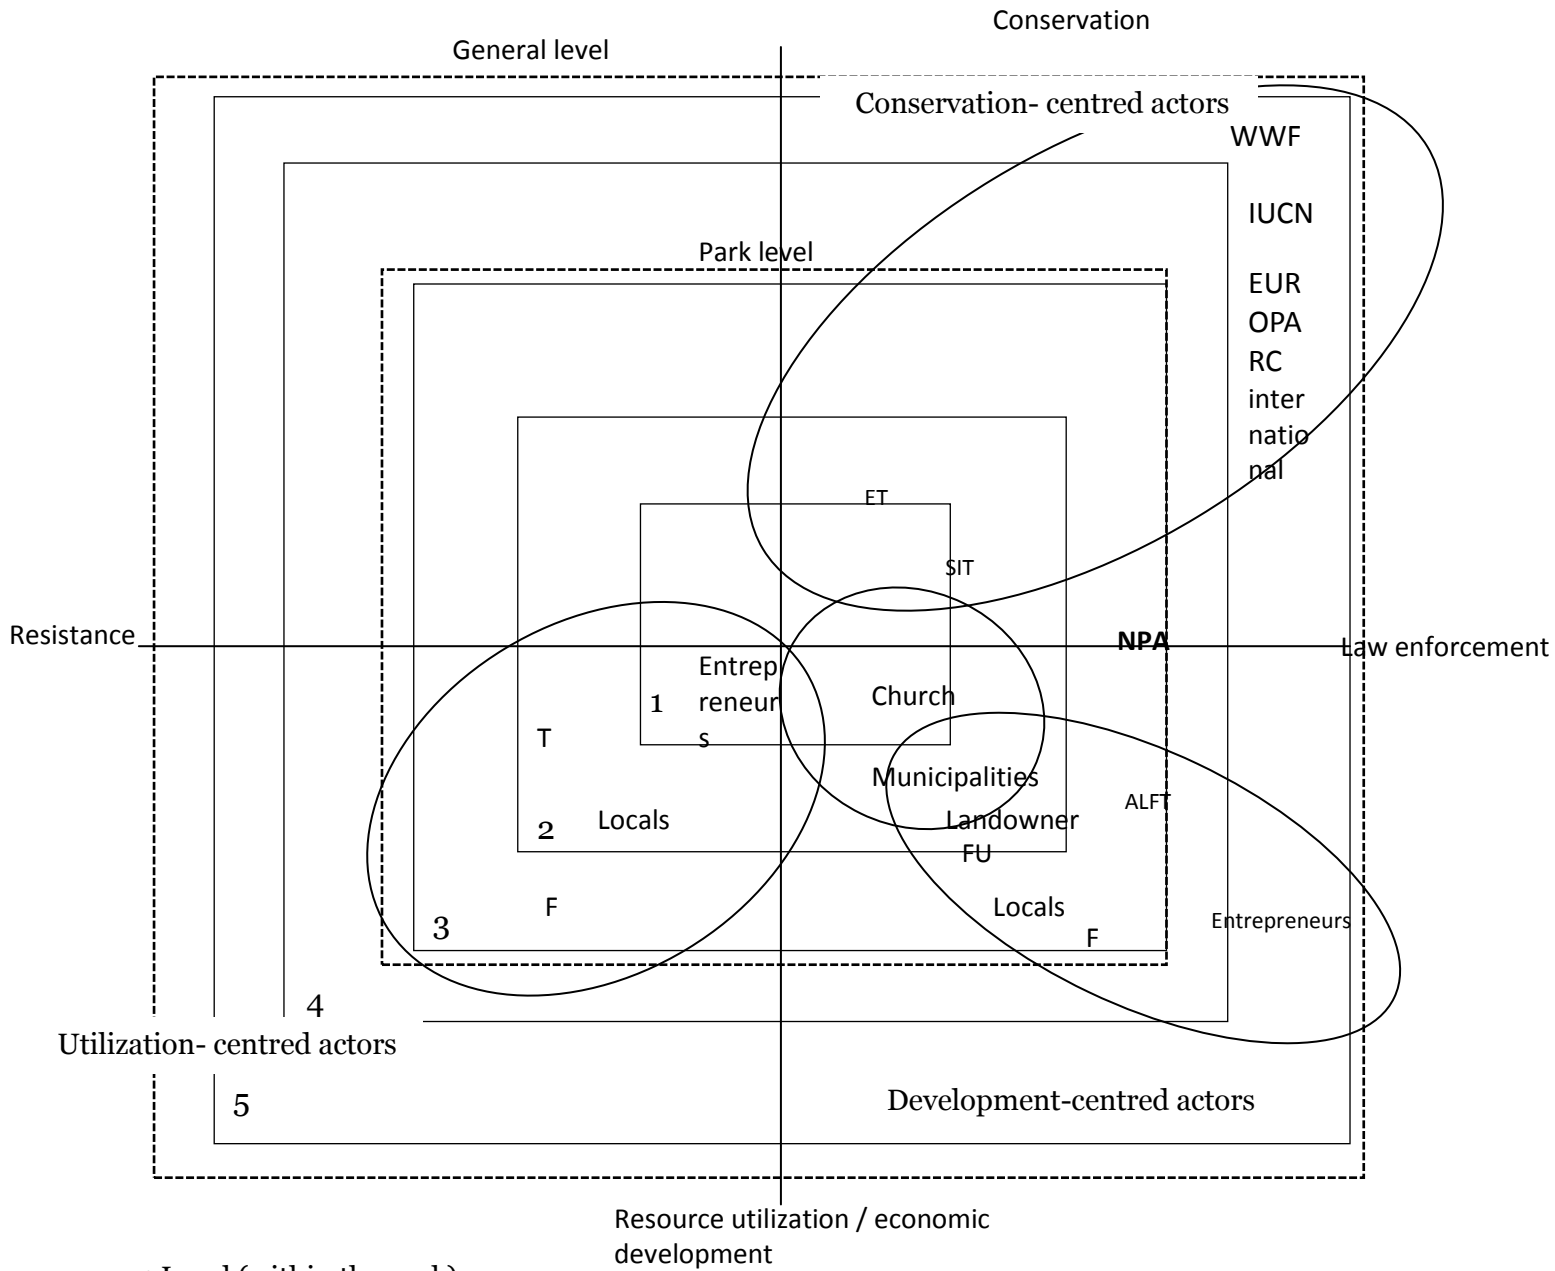 Conservation
General level
Conservation- centred actors
WWF
IUCN
Park level
EUR
OPA
RC
inter
natio
nal
ET
SIT
Resistance
NPA
Law enforcement
Entrep
reneur
s
1
Church
T
Municipalities
ALFT
2
Locals
Landowner
FU
F
Locals
3
F
Entrepreneurs
4
Utilization- centred actors
5
Development-centred actors
Resource utilization / economic
development